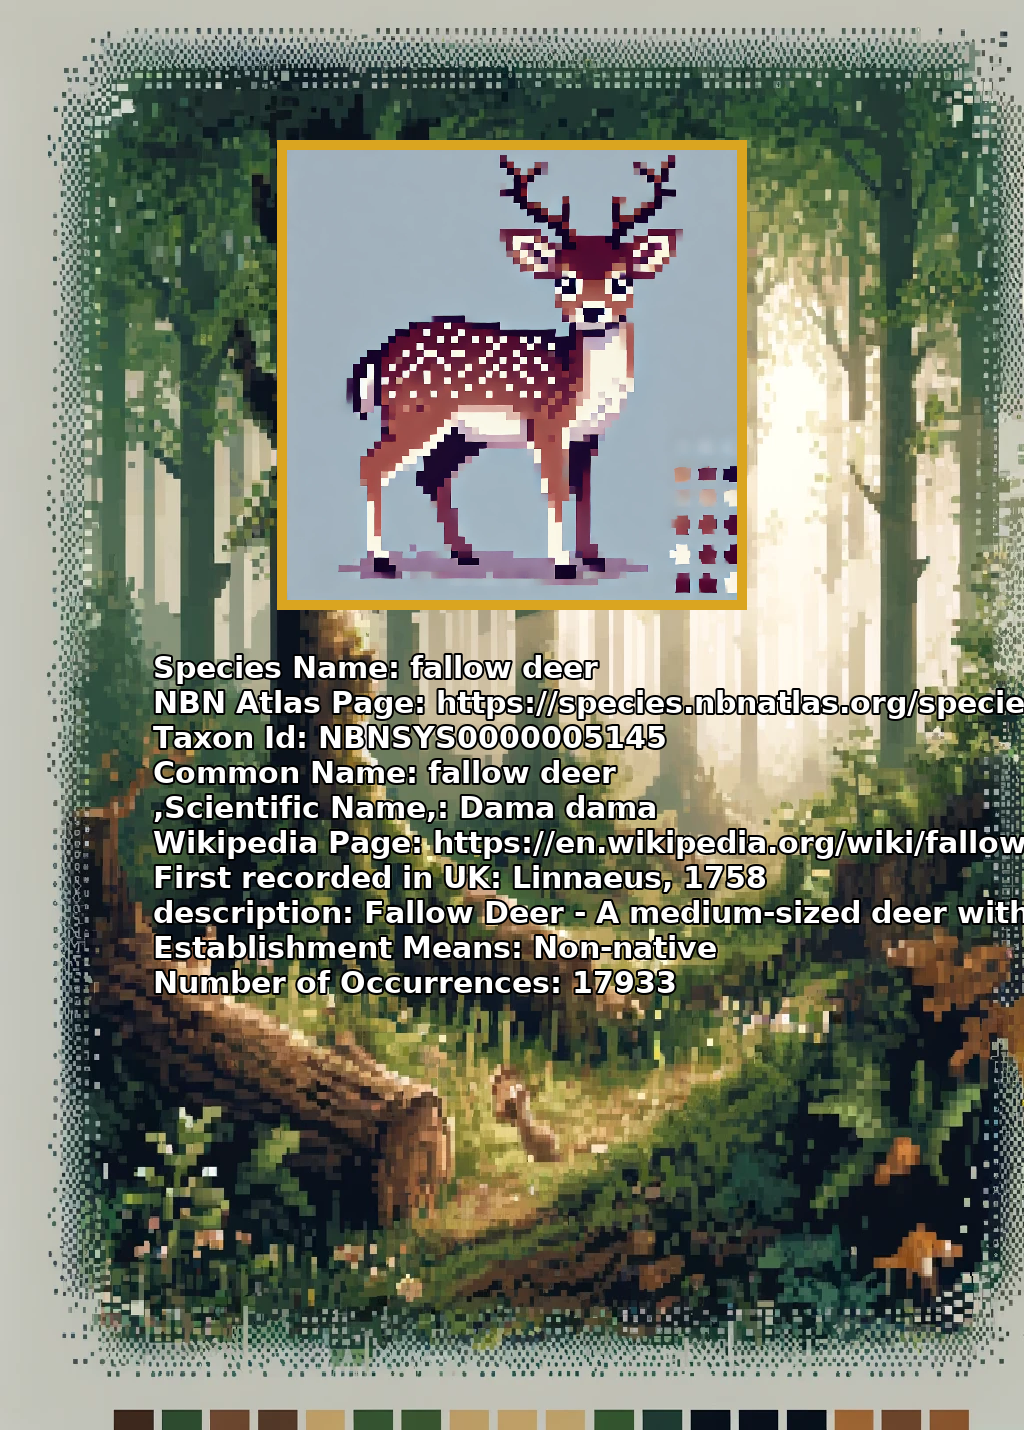 Species Name: fallow deer
NBN Atlas Page: https://species.nbnatlas.org/specie
Taxon Id: NBNSYS0000005145
Common Name: fallow deer
,Scientific Name,: Dama dama
Wikipedia Page: https://en.wikipedia.org/wiki/fallow
First recorded in UK: Linnaeus, 1758
description: Fallow Deer - A medium-sized deer with
Establishment Means: Non-native
Number of Occurrences: 17933